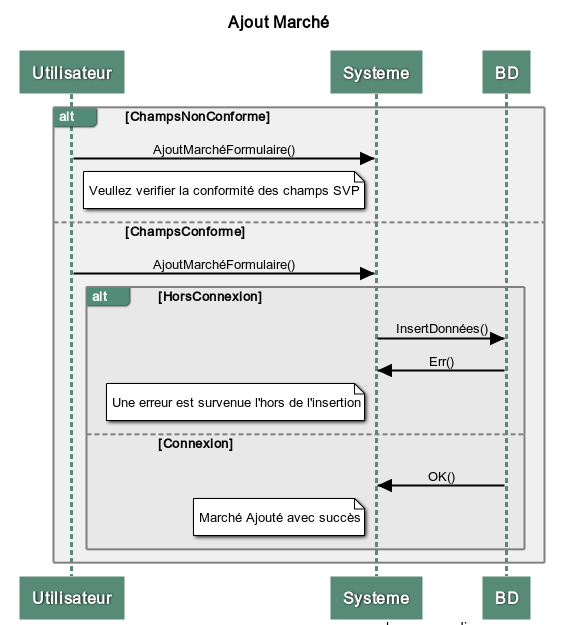 Ajout Marché
Utilisateur
Systeme
BD
alt
[ChampsNonConforme]
AjoutMarchéFormulaire()
Veullez verifier la conformité des champs SVP
[ChampsConforme]
AjoutMarchéFormulaire()
alt
[HorsConnexion]
InsertDonnées()
Err()
Une erreur est survenue l'hors de l'insertion
[Connexion]
OK()
Marché Ajouté avec succès
Utilisateur
Systeme
BD